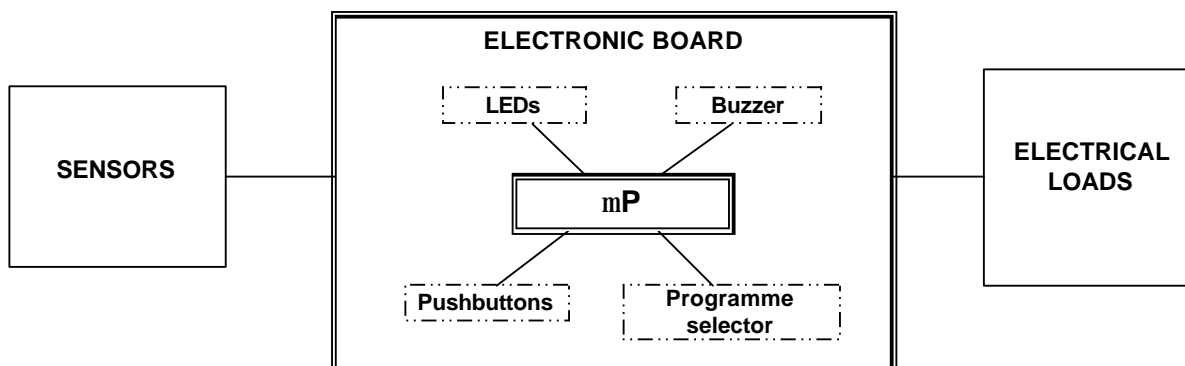 ELECTRONIC BOARD
LEDs
Buzzer
SENSORS
ELECTRICAL
LOADS
mP
Pushbuttons
Programme
selector